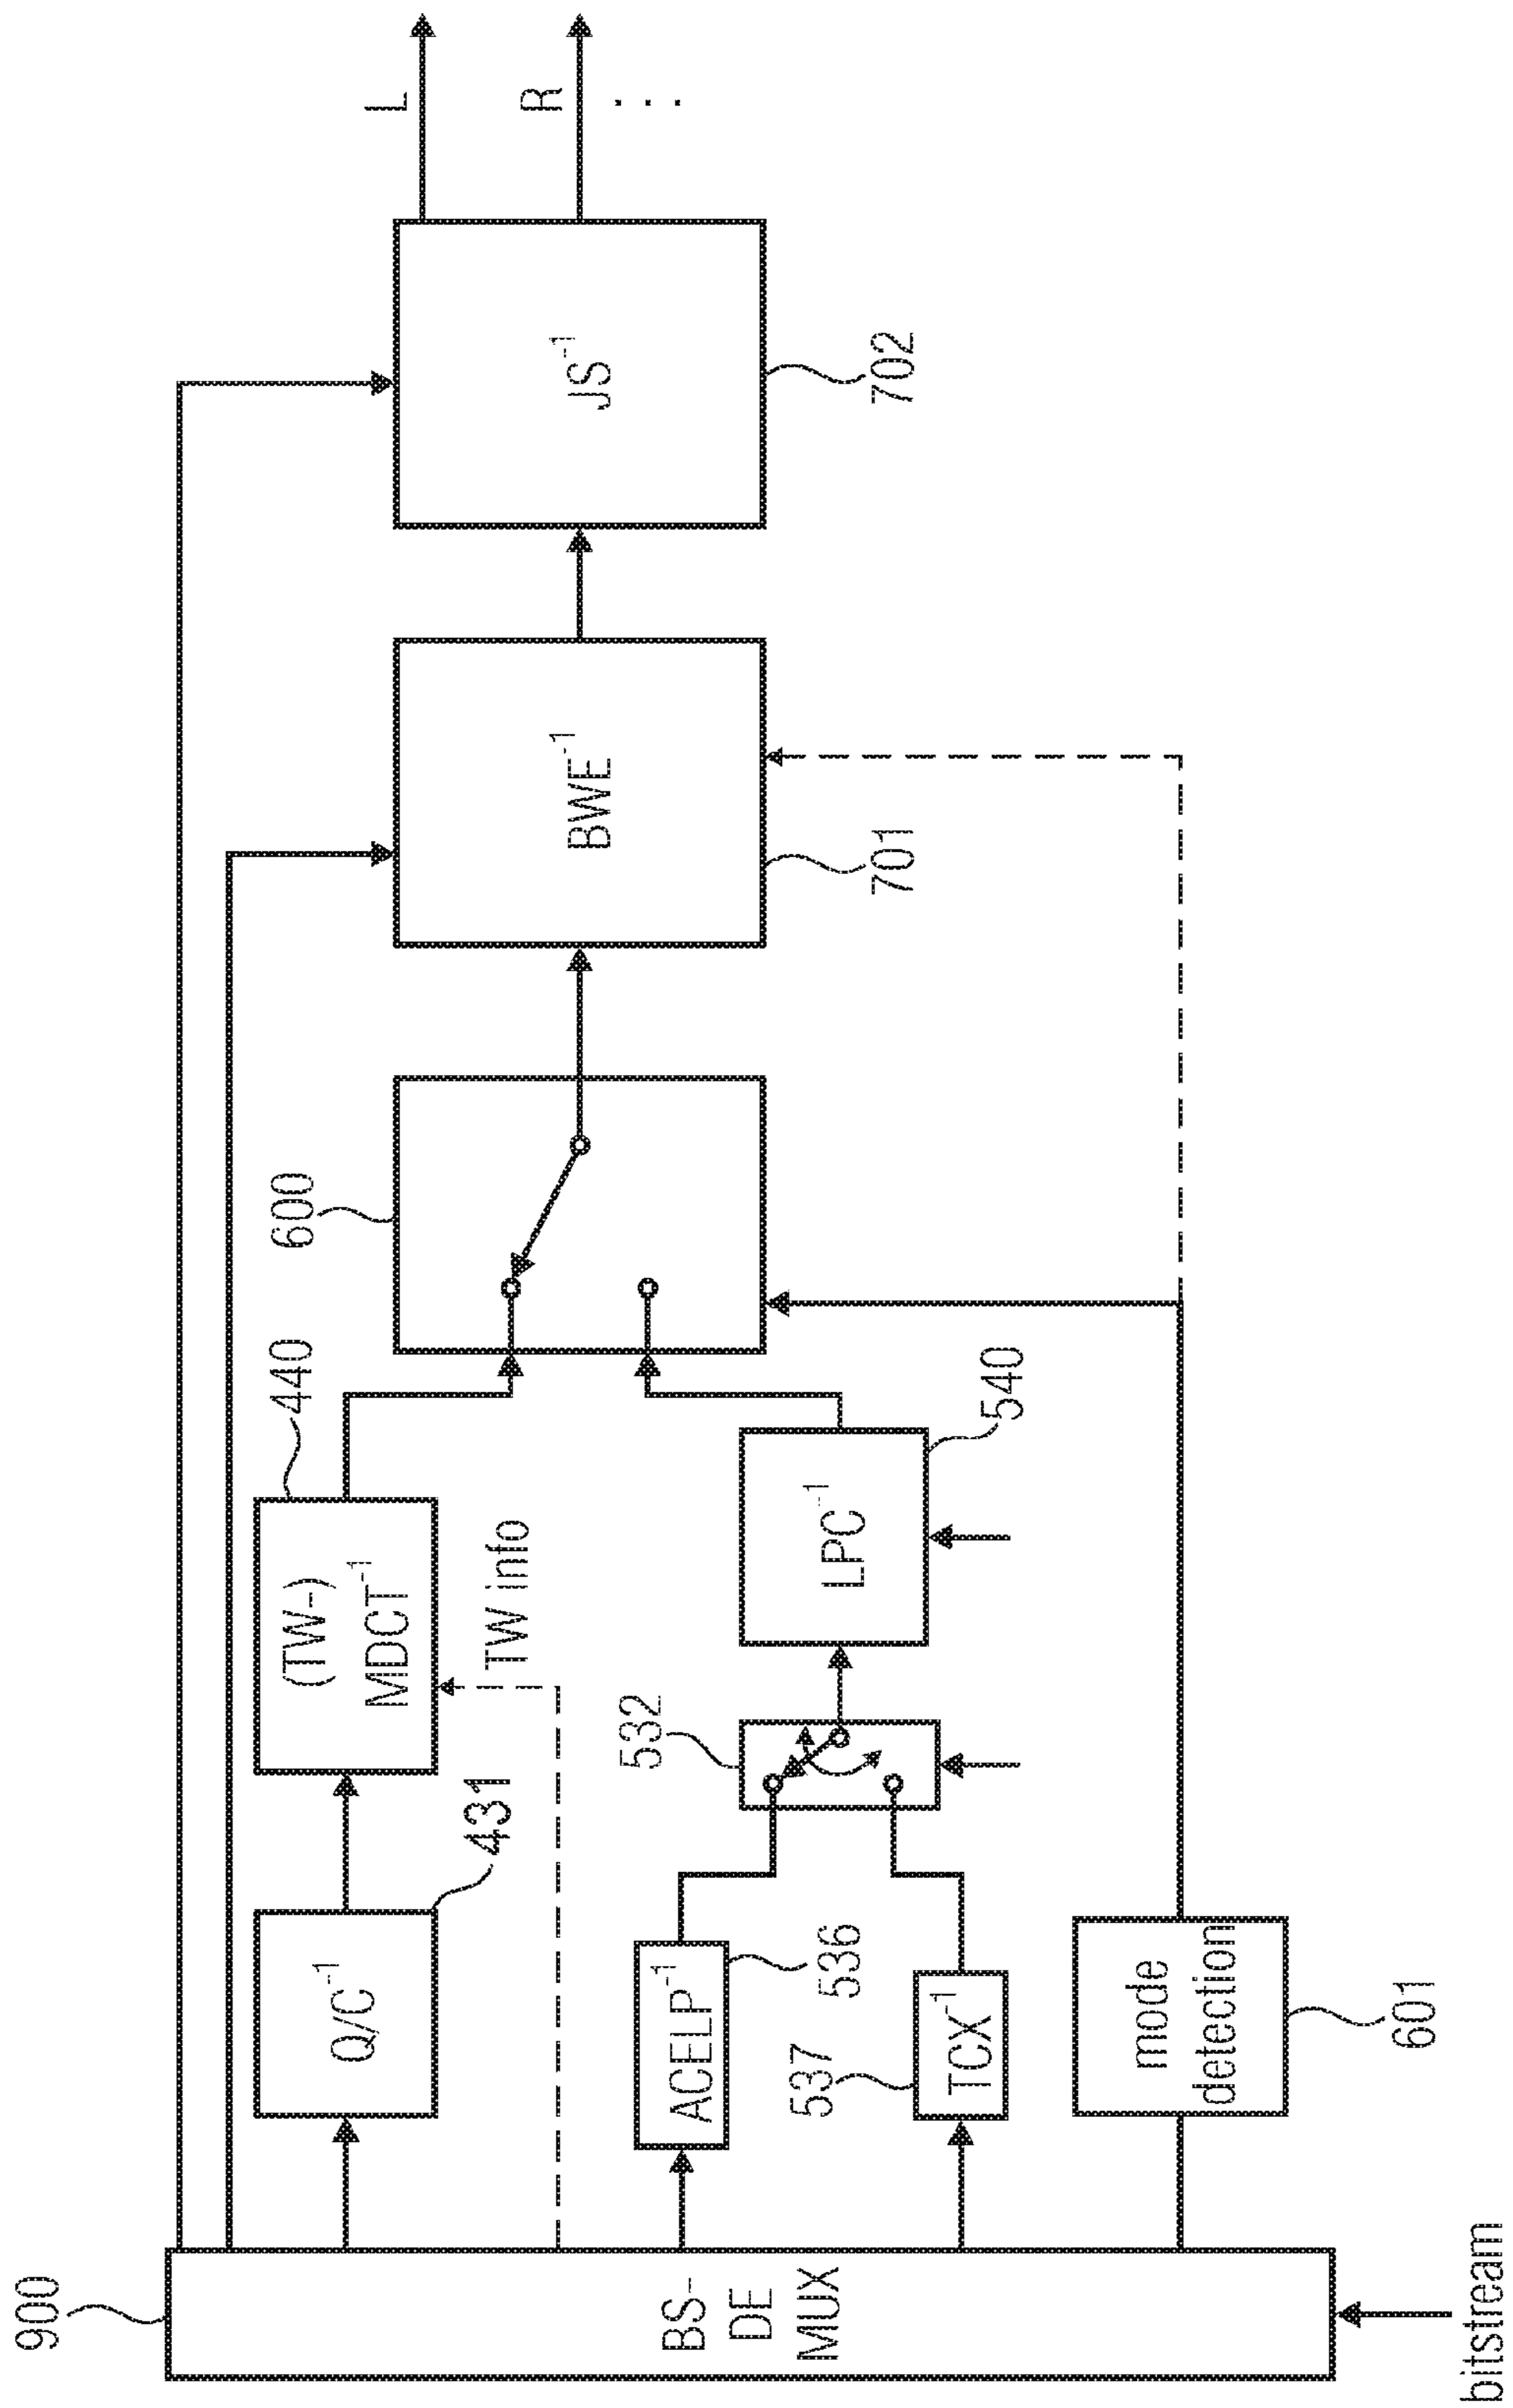 900
BS-
DE
MUX
bitstream
Q/C⁻¹
431
(TW-)
MDCT⁻¹
440
TW info
ACELP⁻¹
536
537
TCX⁻¹
532
LPC⁻¹
540
mode
detection
601
600
BWE⁻¹
701
JS⁻¹
702
L
R
...